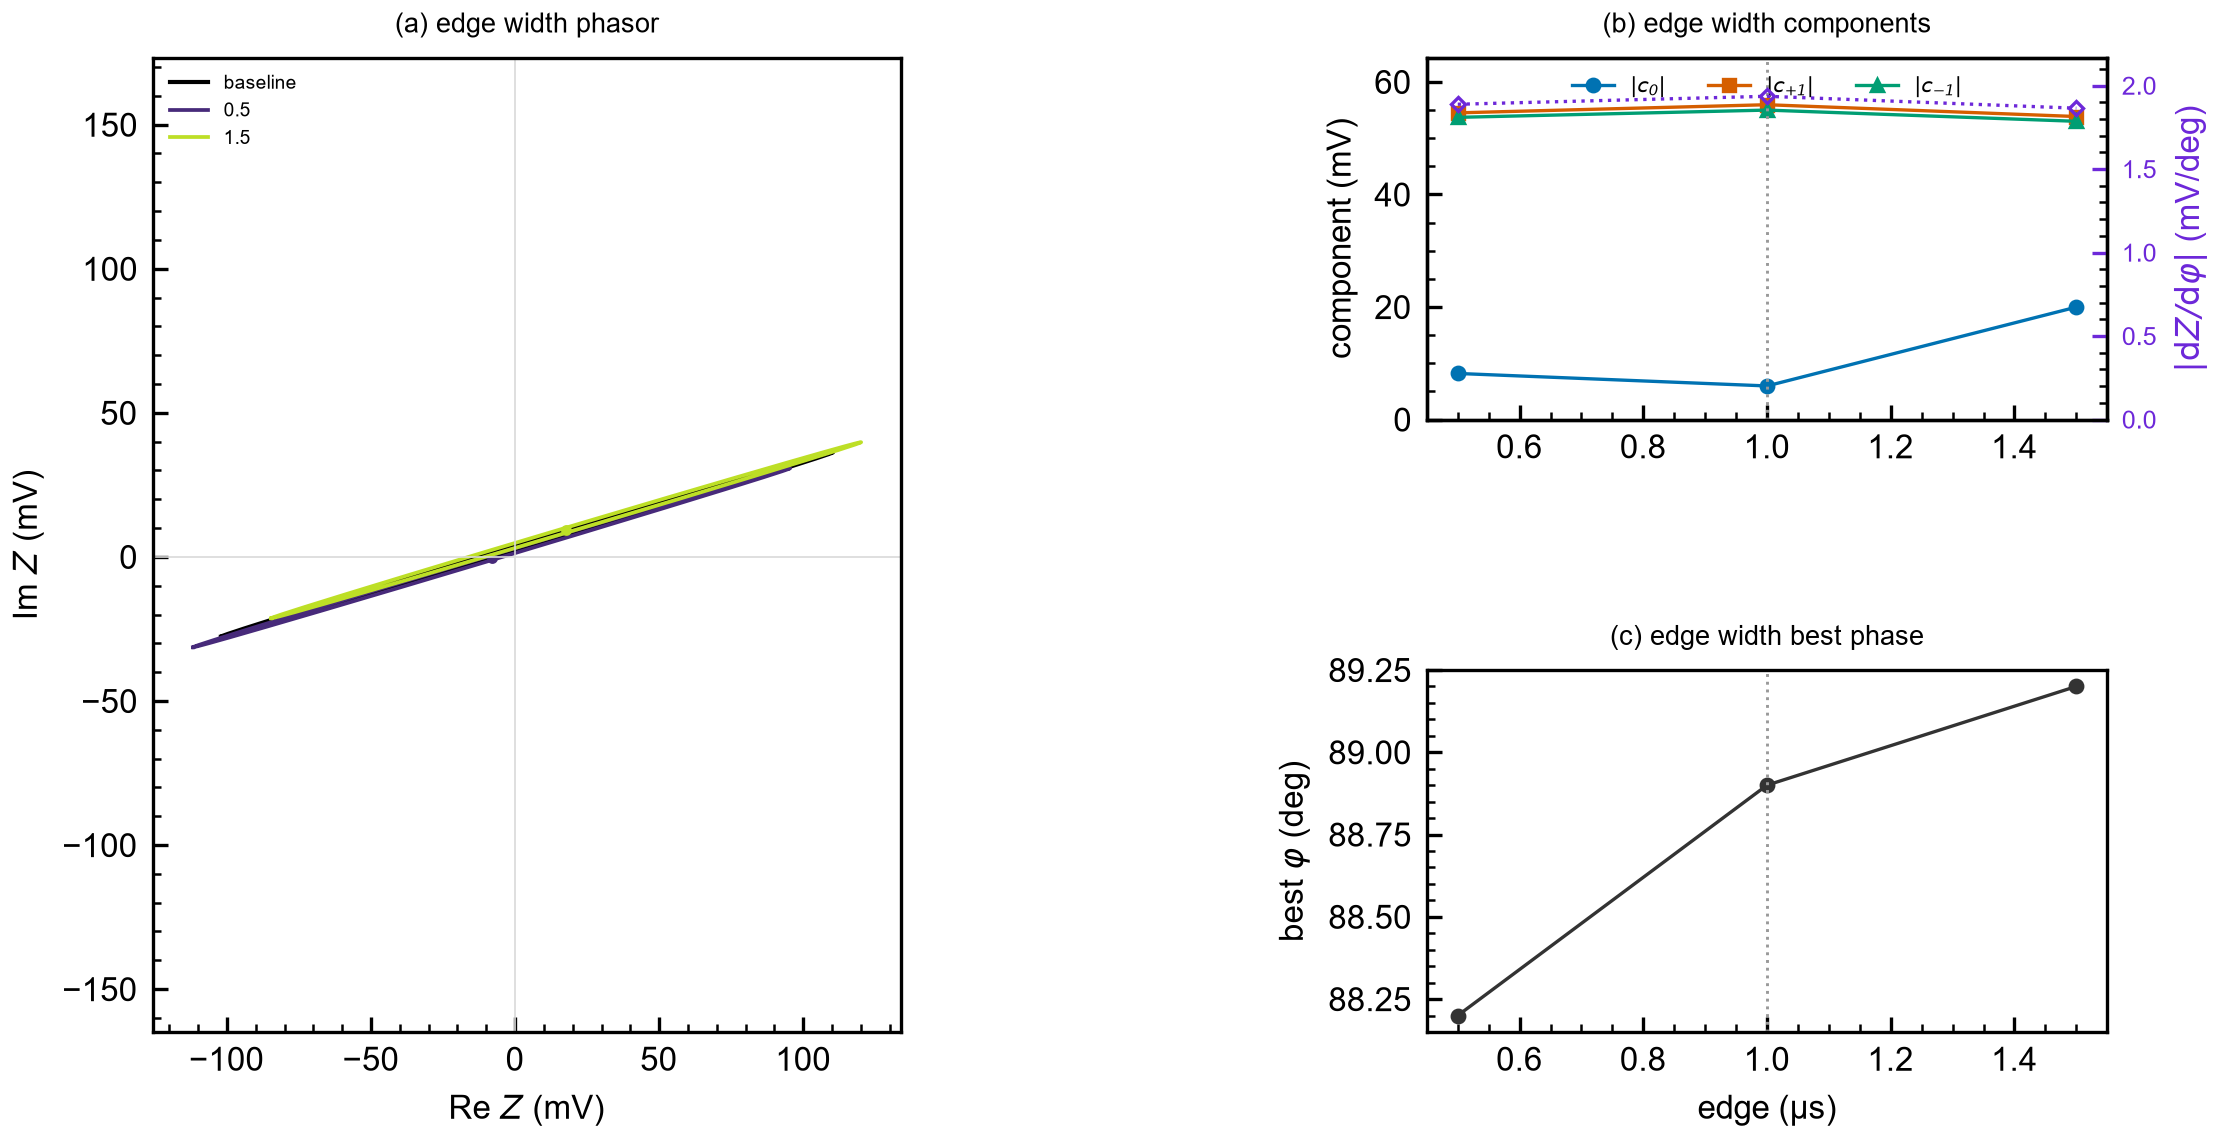 (a) edge width phasor
baseline
0.5
1.5
150
100
50
0
−50
−100
−150
Im Z (mV)
−100 −50 0 50 100
Re Z (mV)
(b) edge width components
|c₀| |c₊₁| |c₋₁|
60
40
20
0
component (mV)
2.0
1.5
1.0
0.5
0.0
|dZ/dφ| (mV/deg)
0.6 0.8 1.0 1.2 1.4
(c) edge width best phase
89.25
89.00
88.75
88.50
88.25
best φ (deg)
0.6 0.8 1.0 1.2 1.4
edge (μs)